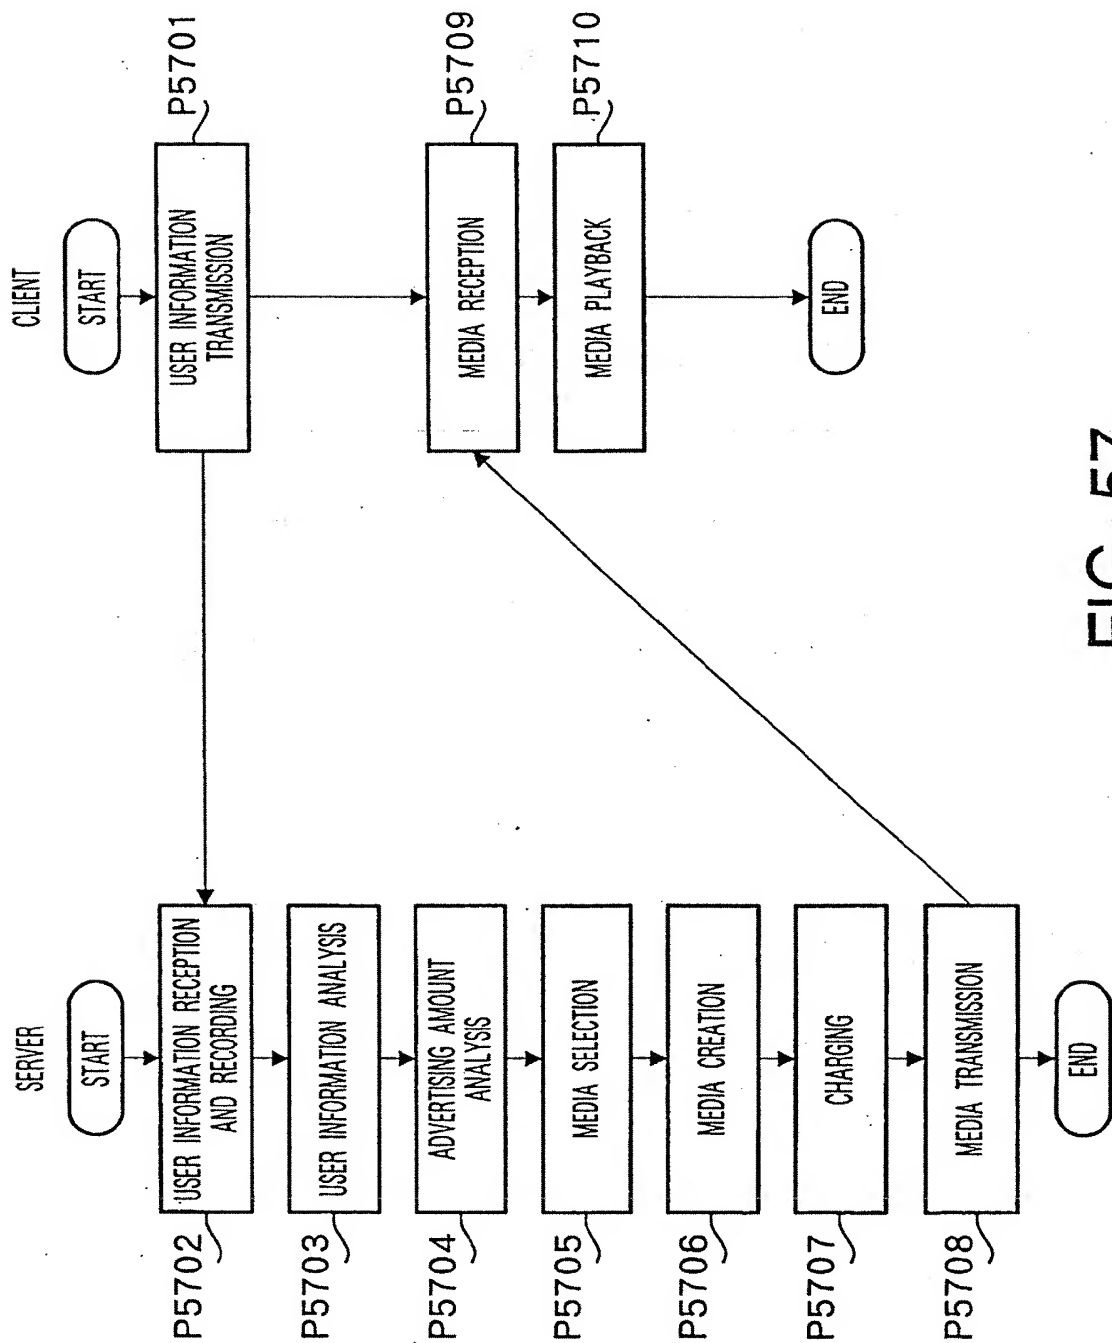 SERVER
START
P5702
USER INFORMATION RECEPTION
AND RECORDING
P5703
USER INFORMATION ANALYSIS
P5704
ADVERTISING AMOUNT
ANALYSIS
P5705
MEDIA SELECTION
P5706
MEDIA CREATION
P5707
CHARGING
P5708
MEDIA TRANSMISSION
END
CLIENT
START
P5701
USER INFORMATION
TRANSMISSION
P5709
MEDIA RECEPTION
P5710
MEDIA PLAYBACK
END
FIG. 57